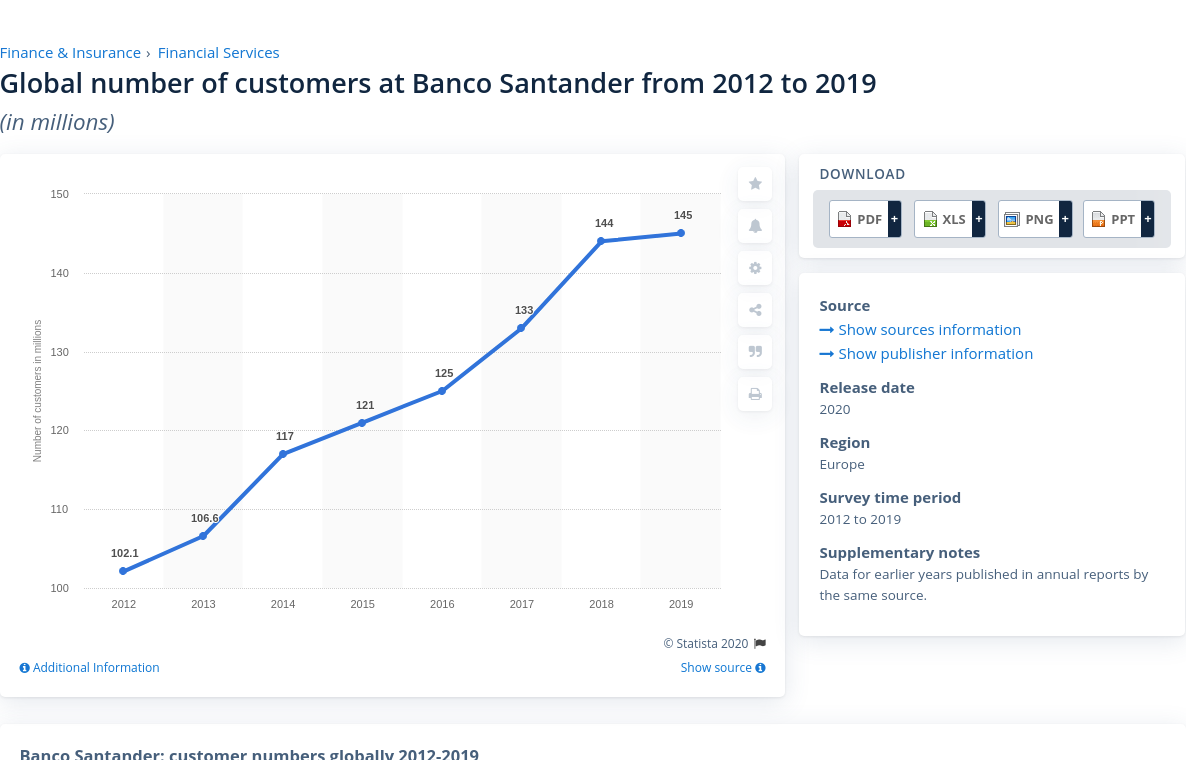 Finance & Insurance › Financial Services
Global number of customers at Banco Santander from 2012 to 2019
(in millions)
150
140
130
120
110
100
Number of customers in millions
102.1
106.6
117
121
125
133
144
145
2012 2013 2014 2015 2016 2017 2018 2019
© Statista 2020
Additional Information
Show source
DOWNLOAD
PDF + XLS + PNG + PPT +
Source
Show sources information
Show publisher information
Release date
2020
Region
Europe
Survey time period
2012 to 2019
Supplementary notes
Data for earlier years published in annual reports by
the same source.
Banco Santander: customer numbers globally 2012-2019